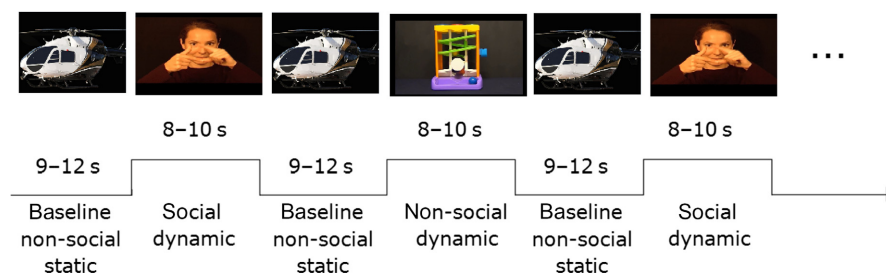 ...
8–10 s
8–10 s
8–10 s
9–12 s
9–12 s
9–12 s
Baseline
non-social
static
Social
dynamic
Baseline
non-social
static
Non-social
dynamic
Baseline
non-social
static
Social
dynamic